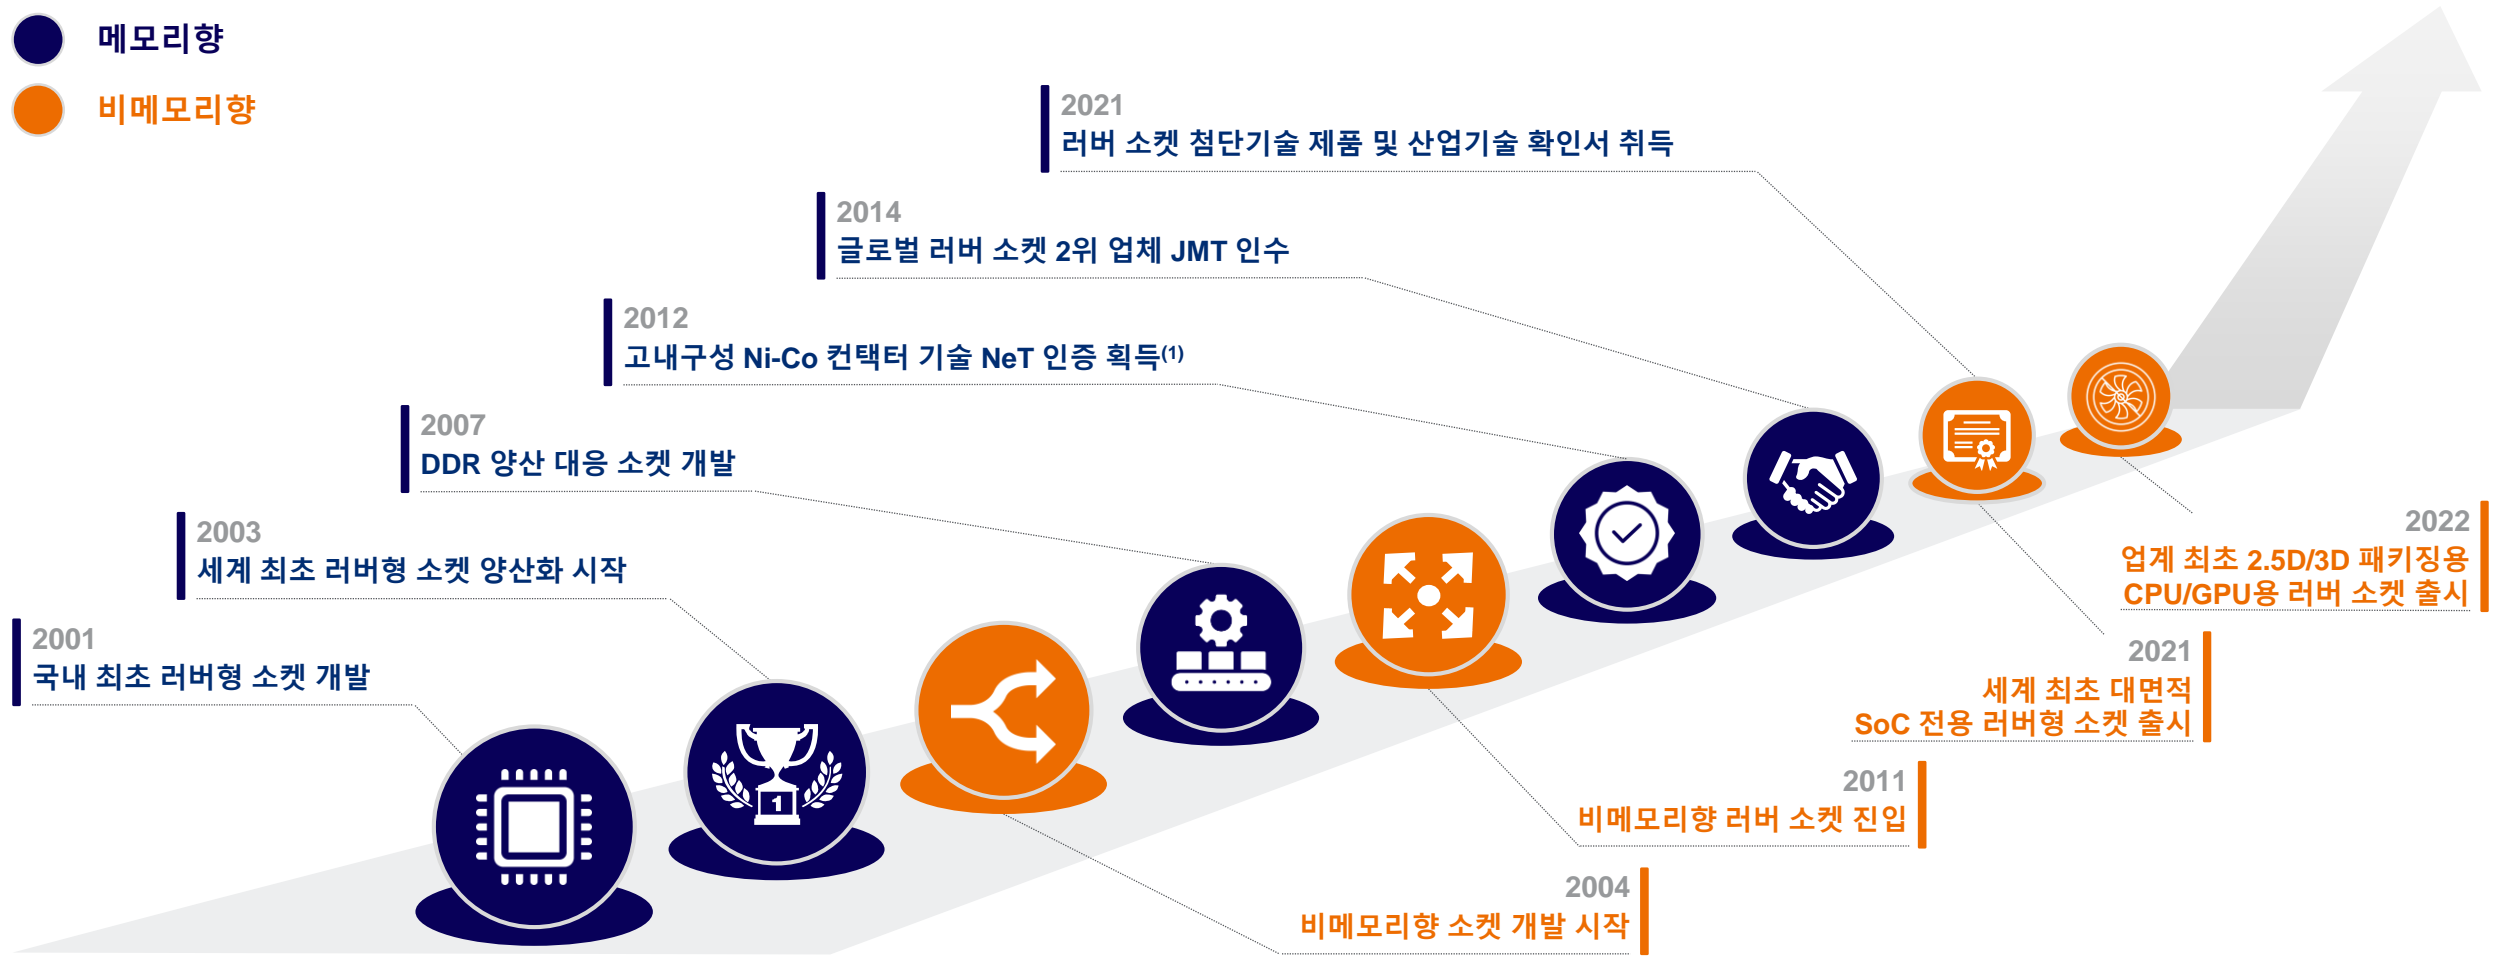 메모리향
비메모리향
2021
러버 소켓 첨단기술 제품 및 산업기술 확인서 취득
2014
글로벌 러버 소켓 2위 업체 JMT 인수
2012
고내구성 Ni-Co 컨택터 기술 NeT 인증 획득(1)
2007
DDR 양산 대응 소켓 개발
2003
세계 최초 러버형 소켓 양산화 시작
2001
국내 최초 러버형 소켓 개발
1
2022
업계 최초 2.5D/3D 패키징용
CPU/GPU용 러버 소켓 출시
2021
세계 최초 대면적
SoC 전용 러버형 소켓 출시
2011
비메모리향 러버 소켓 진입
2004
비메모리향 소켓 개발 시작